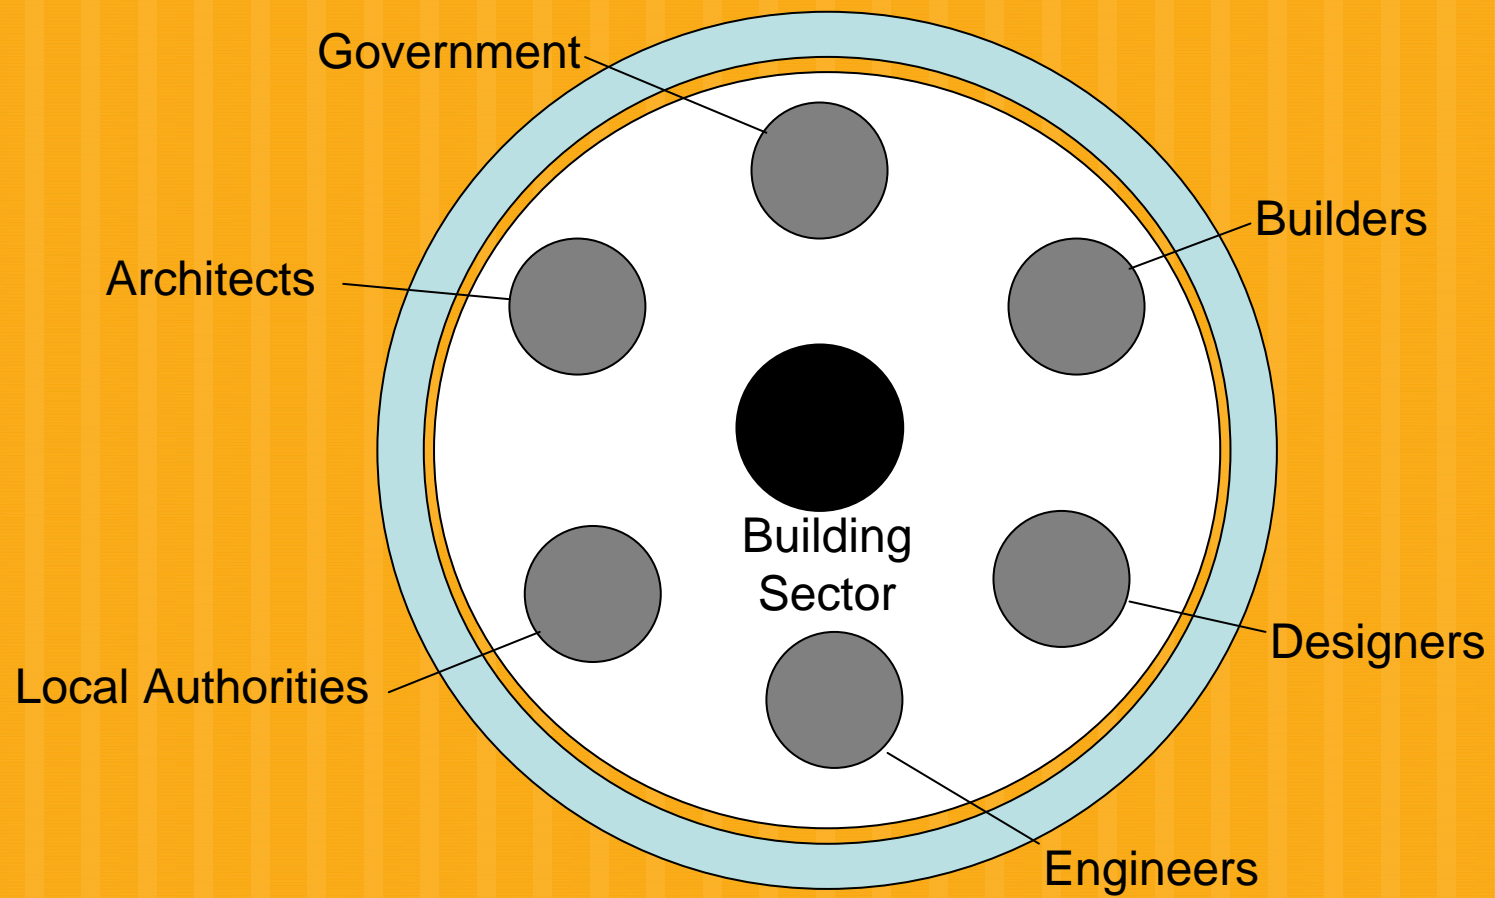 Government
Builders
Architects
Building
Sector
Designers
Local Authorities
Engineers